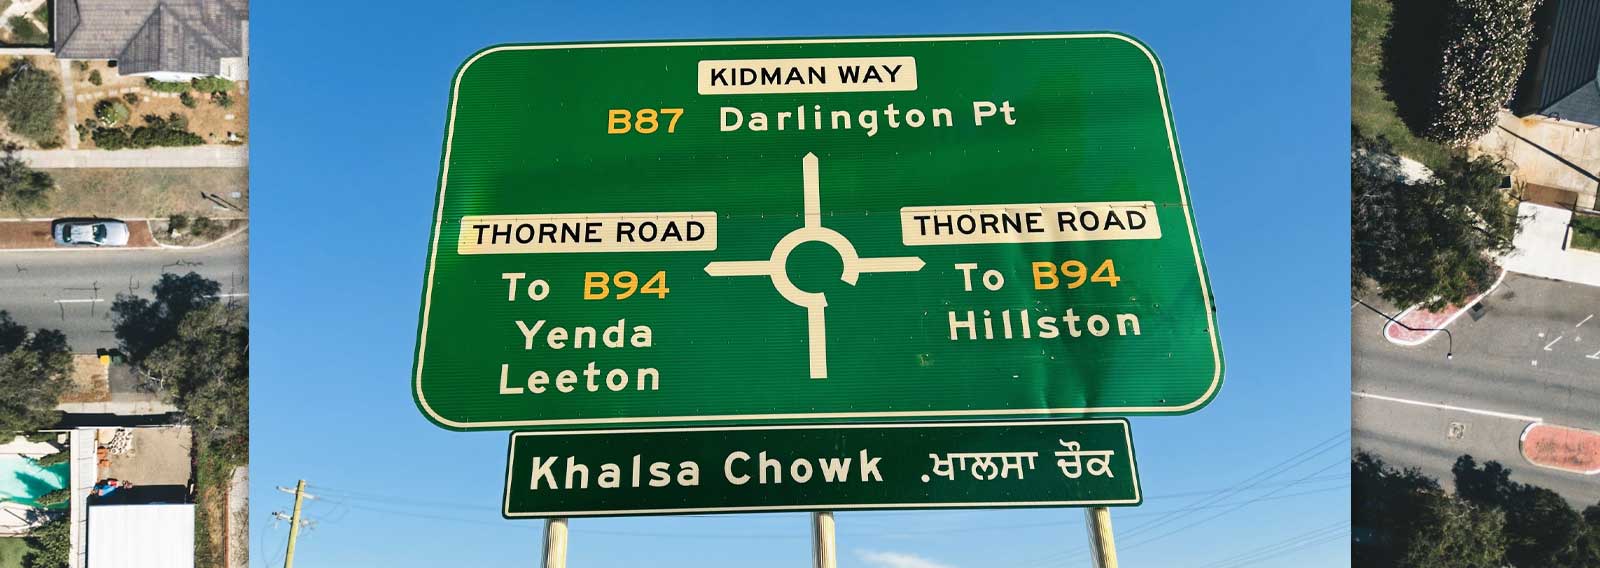 KIDMAN WAY
B87 Darlington Pt
THORNE ROAD
To B94
Yenda
Leeton
THORNE ROAD
To B94
Hillston
Khalsa Chowk .ਖਾਲਸਾ ਚੌਕ